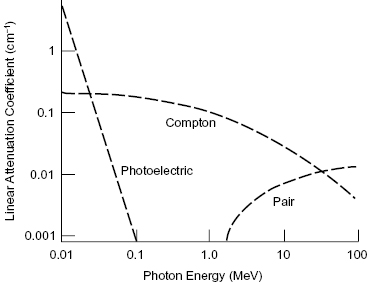 Linear Attenuation Coefficient (cm⁻¹)
1
0.1
0.01
0.001
Compton
Photoelectric
Pair
0.01 0.1 1.0 10 100
Photon Energy (MeV)